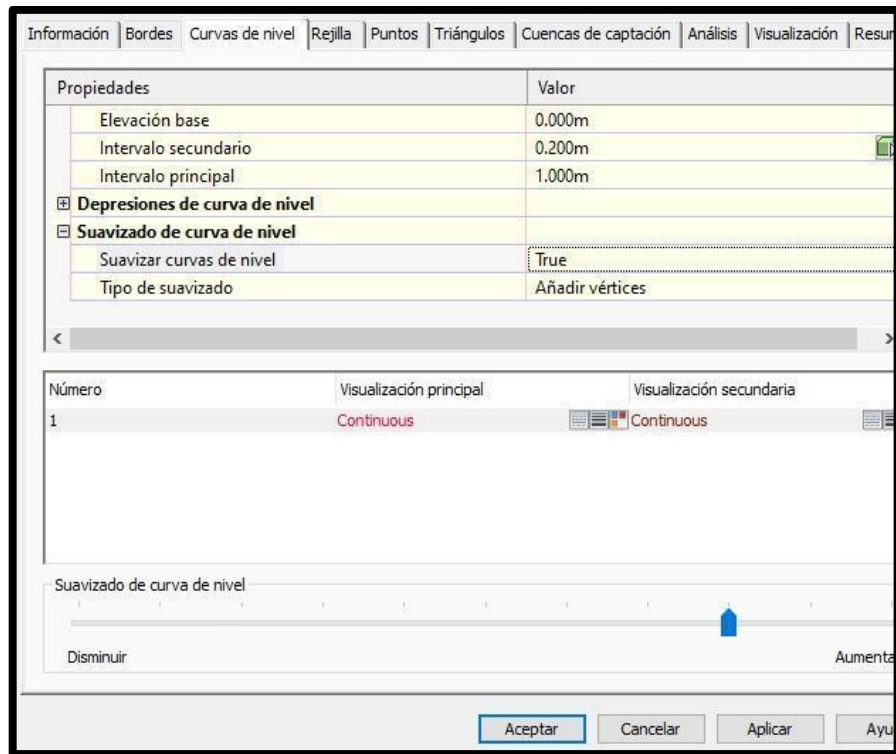 Información Bordes Curvas de nivel Rejilla Puntos Triángulos Cuencas de captación Análisis Visualización Resum
Propiedades Valor
Elevación base 0.000m
Intervalo secundario 0.200m
Intervalo principal 1.000m
Depresiones de curva de nivel
Suavizado de curva de nivel
Suavizar curvas de nivel True
Tipo de suavizado Añadir vértices
Número Visualización principal Visualización secundaria
1 Continuous Continuous
Suavizado de curva de nivel
Disminuir Aumenta
Aceptar Cancelar Aplicar Ayu